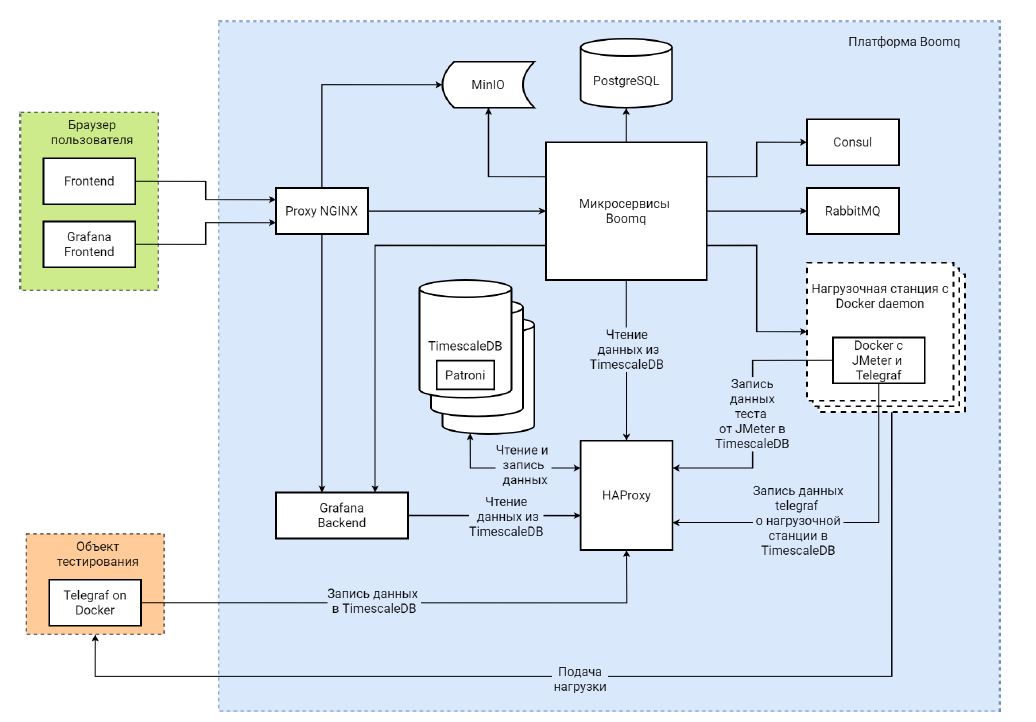 Платформа Boomq
MinIO
PostgreSQL
Браузер
пользователя
Frontend
Grafana
Frontend
Proxy NGINX
Микросервисы
Boomq
Consul
RabbitMQ
Нагрузочная станция с
Docker daemon
Docker с
JMeter и
Telegraf
TimescaleDB
Patroni
Чтение
данных из
TimescaleDB
Запись
данных
теста
от JMeter в
TimescaleDB
Чтение и
запись
данных
HAProxy
Grafana
Backend
Чтение
данных из
TimescaleDB
Запись данных
telegraf
о нагрузочной
станции в
TimescaleDB
Объект
тестирования
Telegraf on
Docker
Запись данных
в TimescaleDB
Подача
нагрузки